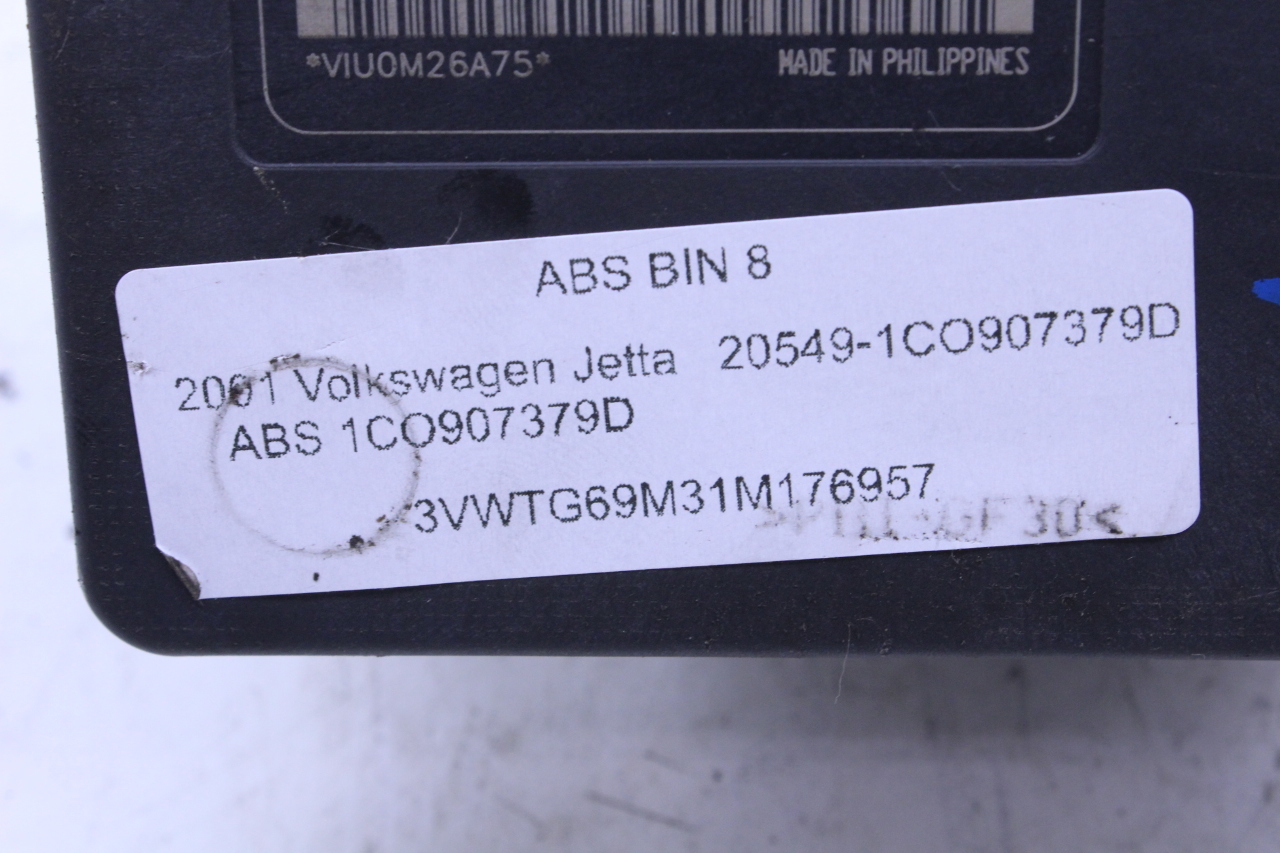 *VIU0M26A75* MADE IN PHILIPPINES
ABS BIN 8
2001 Volkswagen Jetta 20549-1CO907379D
ABS 1CO907379D
3VWTG69M31M176957